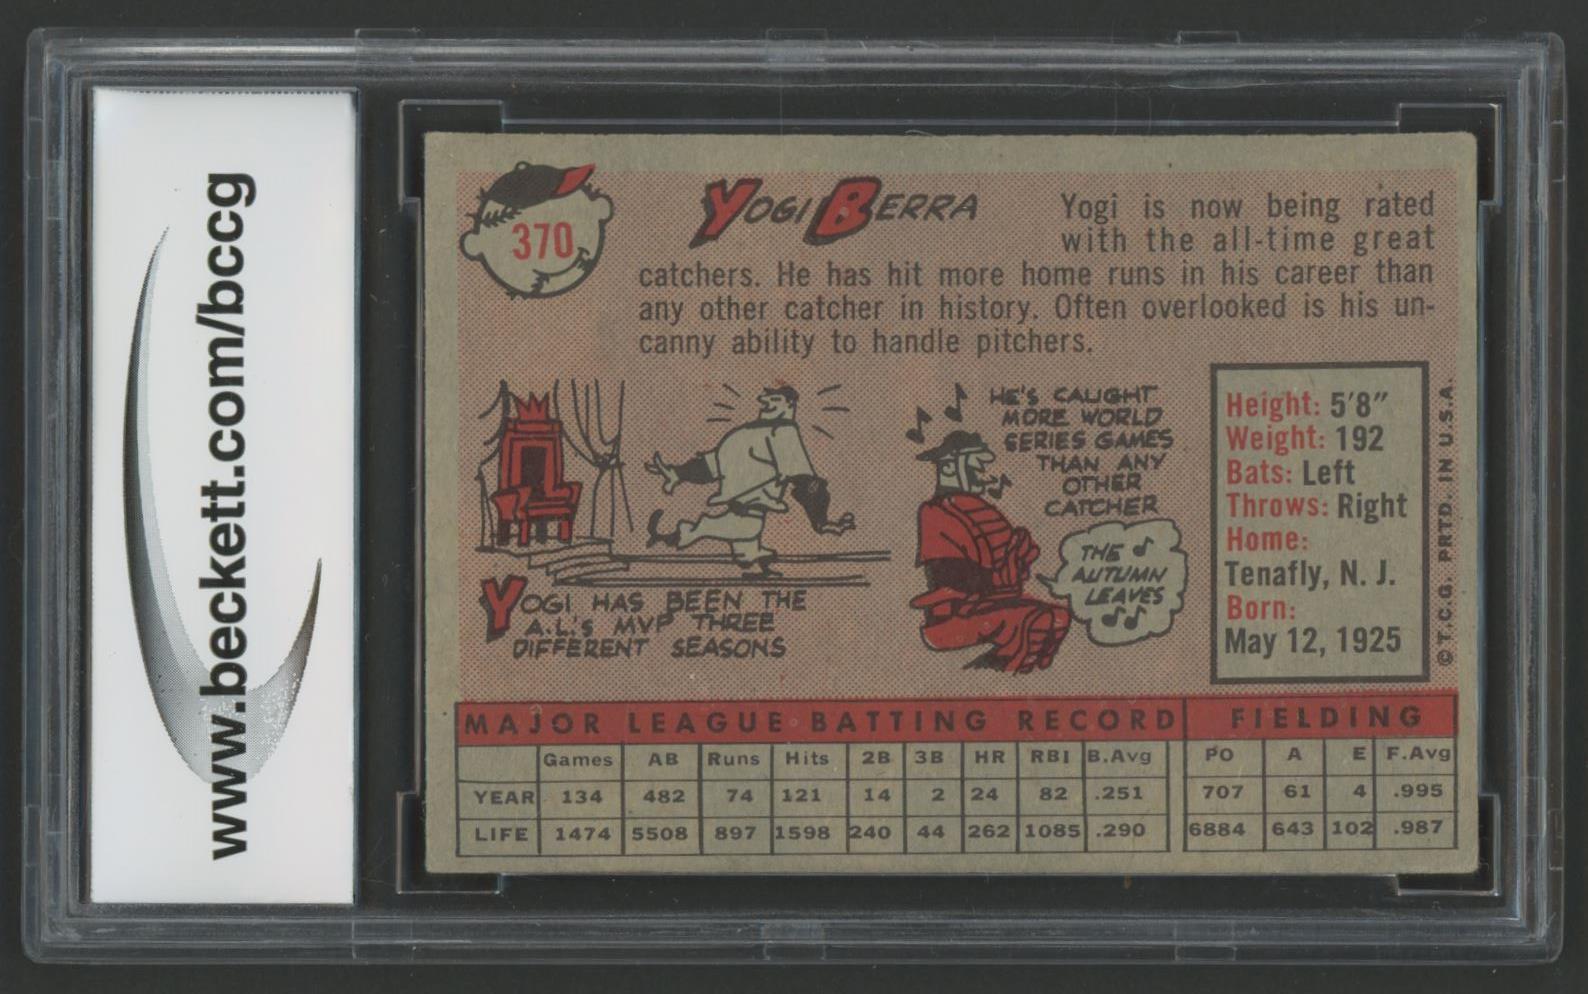 www.beckett.com/bccg
370
YOGI BERRA
Yogi is now being rated
with the all-time great
catchers. He has hit more home runs in his career than
any other catcher in history. Often overlooked is his un-
canny ability to handle pitchers.
YOGI HAS BEEN THE
A.L.'s MVP THREE
DIFFERENT SEASONS
HE'S CAUGHT
MORE WORLD
SERIES GAMES
THAN ANY
OTHER
CATCHER
THE
AUTUMN
LEAVES
Height: 5'8"
Weight: 192
Bats: Left
Throws: Right
Home:
Tenafly, N. J.
Born:
May 12, 1925
© T.C.G. PRTD. IN U.S.A.
MAJOR LEAGUE BATTING RECORD FIELDING
Games AB Runs Hits 2B 3B HR RBI B.Avg PO A E F.Avg
YEAR 134 482 74 121 14 2 24 82 .251 707 61 4 .995
LIFE 1474 5508 897 1598 240 44 262 1085 .290 6884 643 102 .987